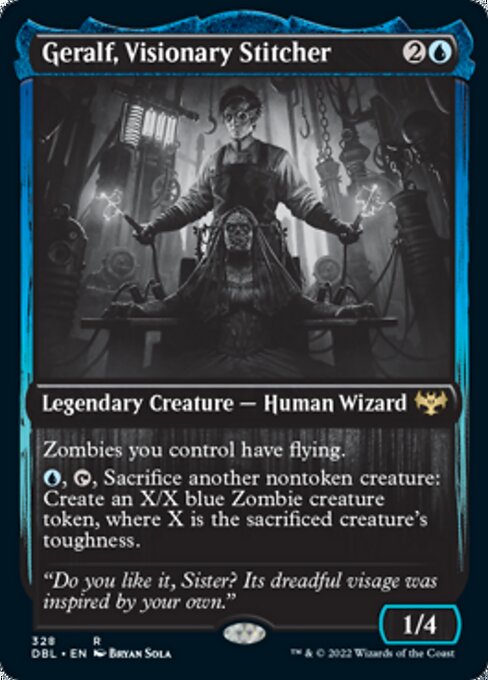 Geralf, Visionary Stitcher 2
Legendary Creature — Human Wizard
Zombies you control have flying.
, , Sacrifice another nontoken creature:
Create an X/X blue Zombie creature
token, where X is the sacrificed creature's
toughness.
“Do you like it, Sister? Its dreadful visage was
inspired by your own.”
1/4
328 R
DBL • EN Bryan Sola
™ & © 2022 Wizards of the Coast